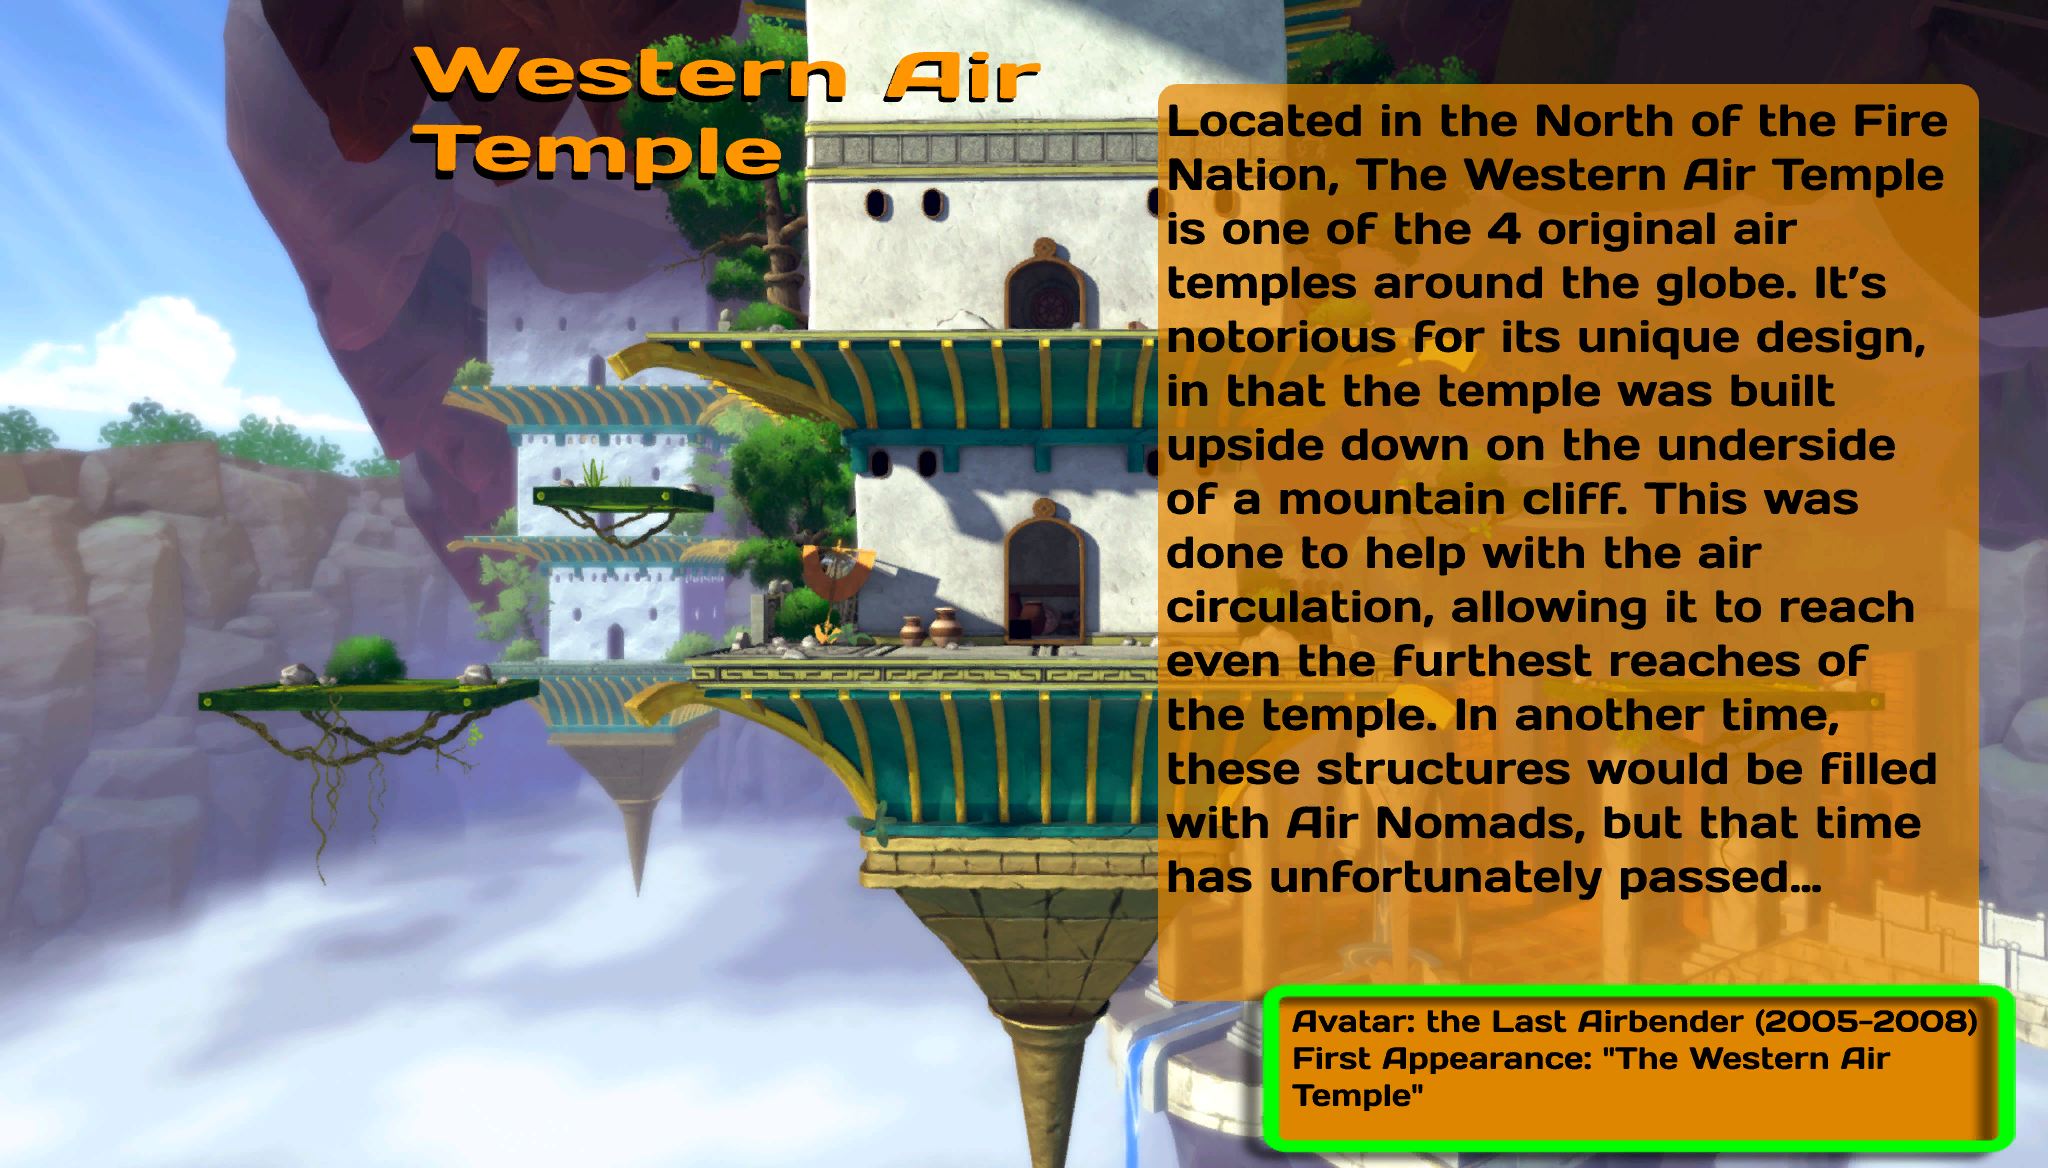 Western Air
Temple
Located in the North of the Fire
Nation, The Western Air Temple
is one of the 4 original air
temples around the globe. It's
notorious for its unique design,
in that the temple was built
upside down on the underside
of a mountain cliff. This was
done to help with the air
circulation, allowing it to reach
even the furthest reaches of
the temple. In another time,
these structures would be filled
with Air Nomads, but that time
has unfortunately passed...
Avatar: the Last Airbender (2005-2008)
First Appearance: "The Western Air
Temple"